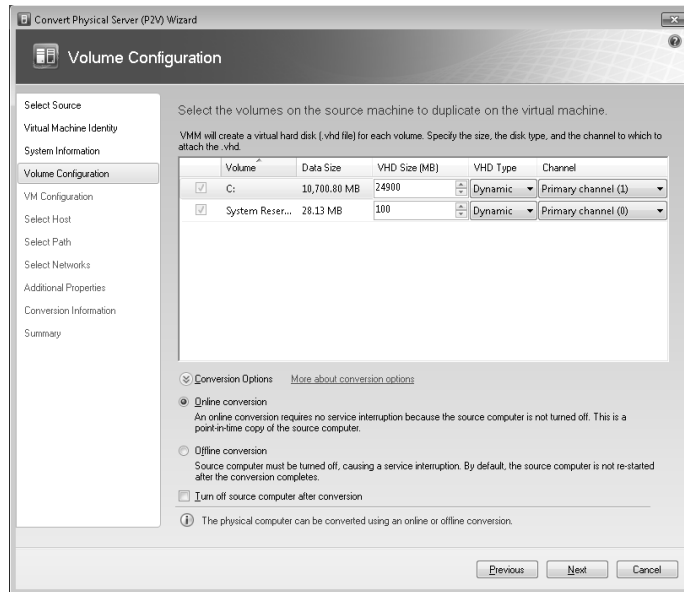 Convert Physical Server (P2V) Wizard
Volume Configuration
Select Source
Virtual Machine Identity
System Information
Volume Configuration
VM Configuration
Select Host
Select Path
Select Networks
Additional Properties
Conversion Information
Summary
Select the volumes on the source machine to duplicate on the virtual machine.
VMM will create a virtual hard disk (.vhd file) for each volume. Specify the size, the disk type, and the channel to which to
attach the .vhd.
Volume Data Size VHD Size (MB) VHD Type Channel
C: 10,700.80 MB 24900 Dynamic Primary channel (1)
System Reser... 28.13 MB 100 Dynamic Primary channel (0)
Conversion Options More about conversion options
Online conversion
An online conversion requires no service interruption because the source computer is not turned off. This is a
point-in-time copy of the source computer.
Offline conversion
Source computer must be turned off, causing a service interruption. By default, the source computer is not re-started
after the conversion completes.
Turn off source computer after conversion
The physical computer can be converted using an online or offline conversion.
Previous Next Cancel